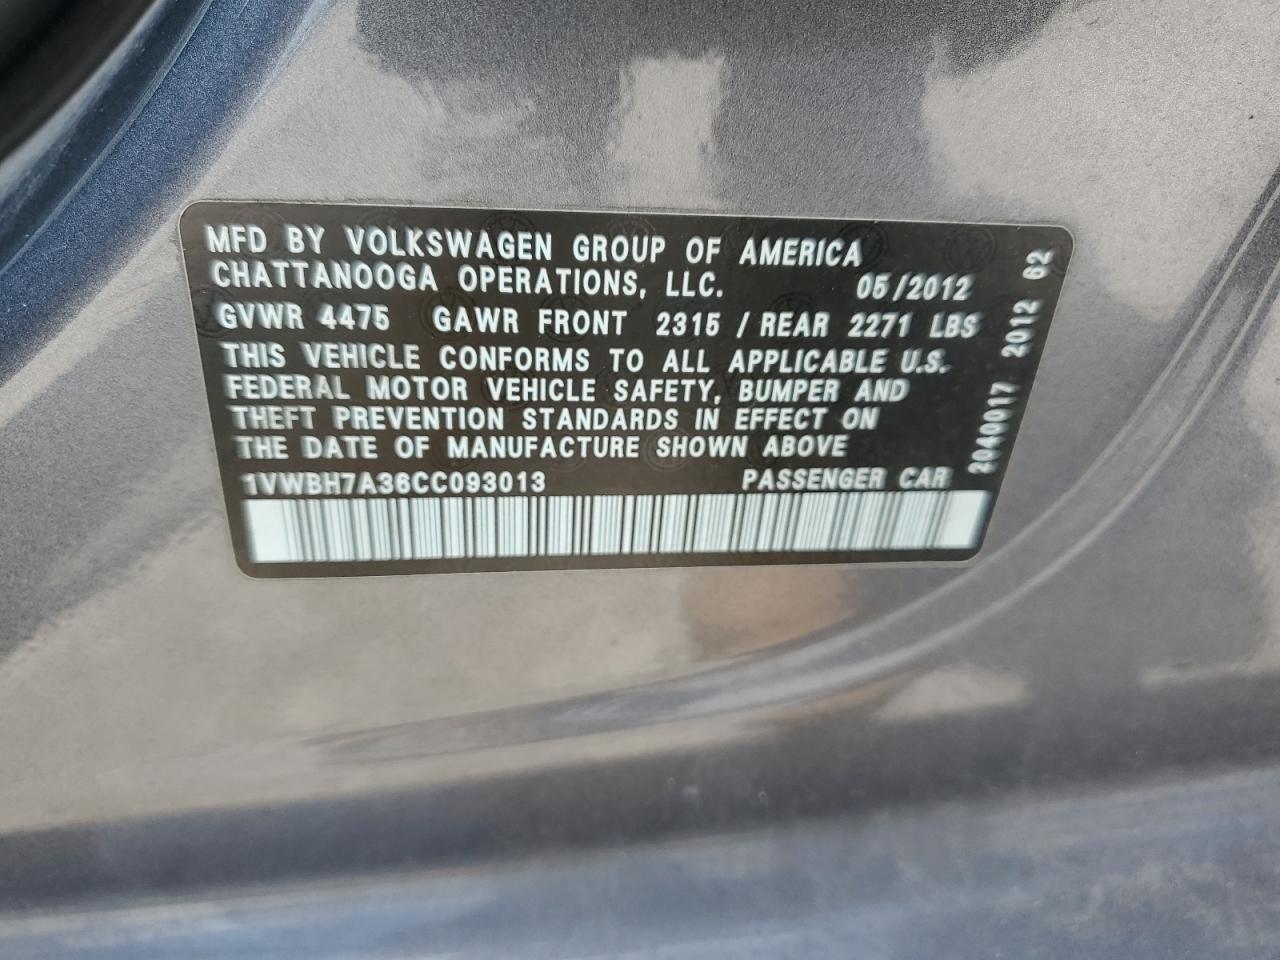 MFD BY VOLKSWAGEN GROUP OF AMERICA
CHATTANOOGA OPERATIONS, LLC. 05/2012
GVWR 4475 GAWR FRONT 2315 / REAR 2271 LBS
THIS VEHICLE CONFORMS TO ALL APPLICABLE U.S.
FEDERAL MOTOR VEHICLE SAFETY, BUMPER AND
THEFT PREVENTION STANDARDS IN EFFECT ON
THE DATE OF MANUFACTURE SHOWN ABOVE
1VWBH7A36CC093013 PASSENGER CAR
2040017 2012 62